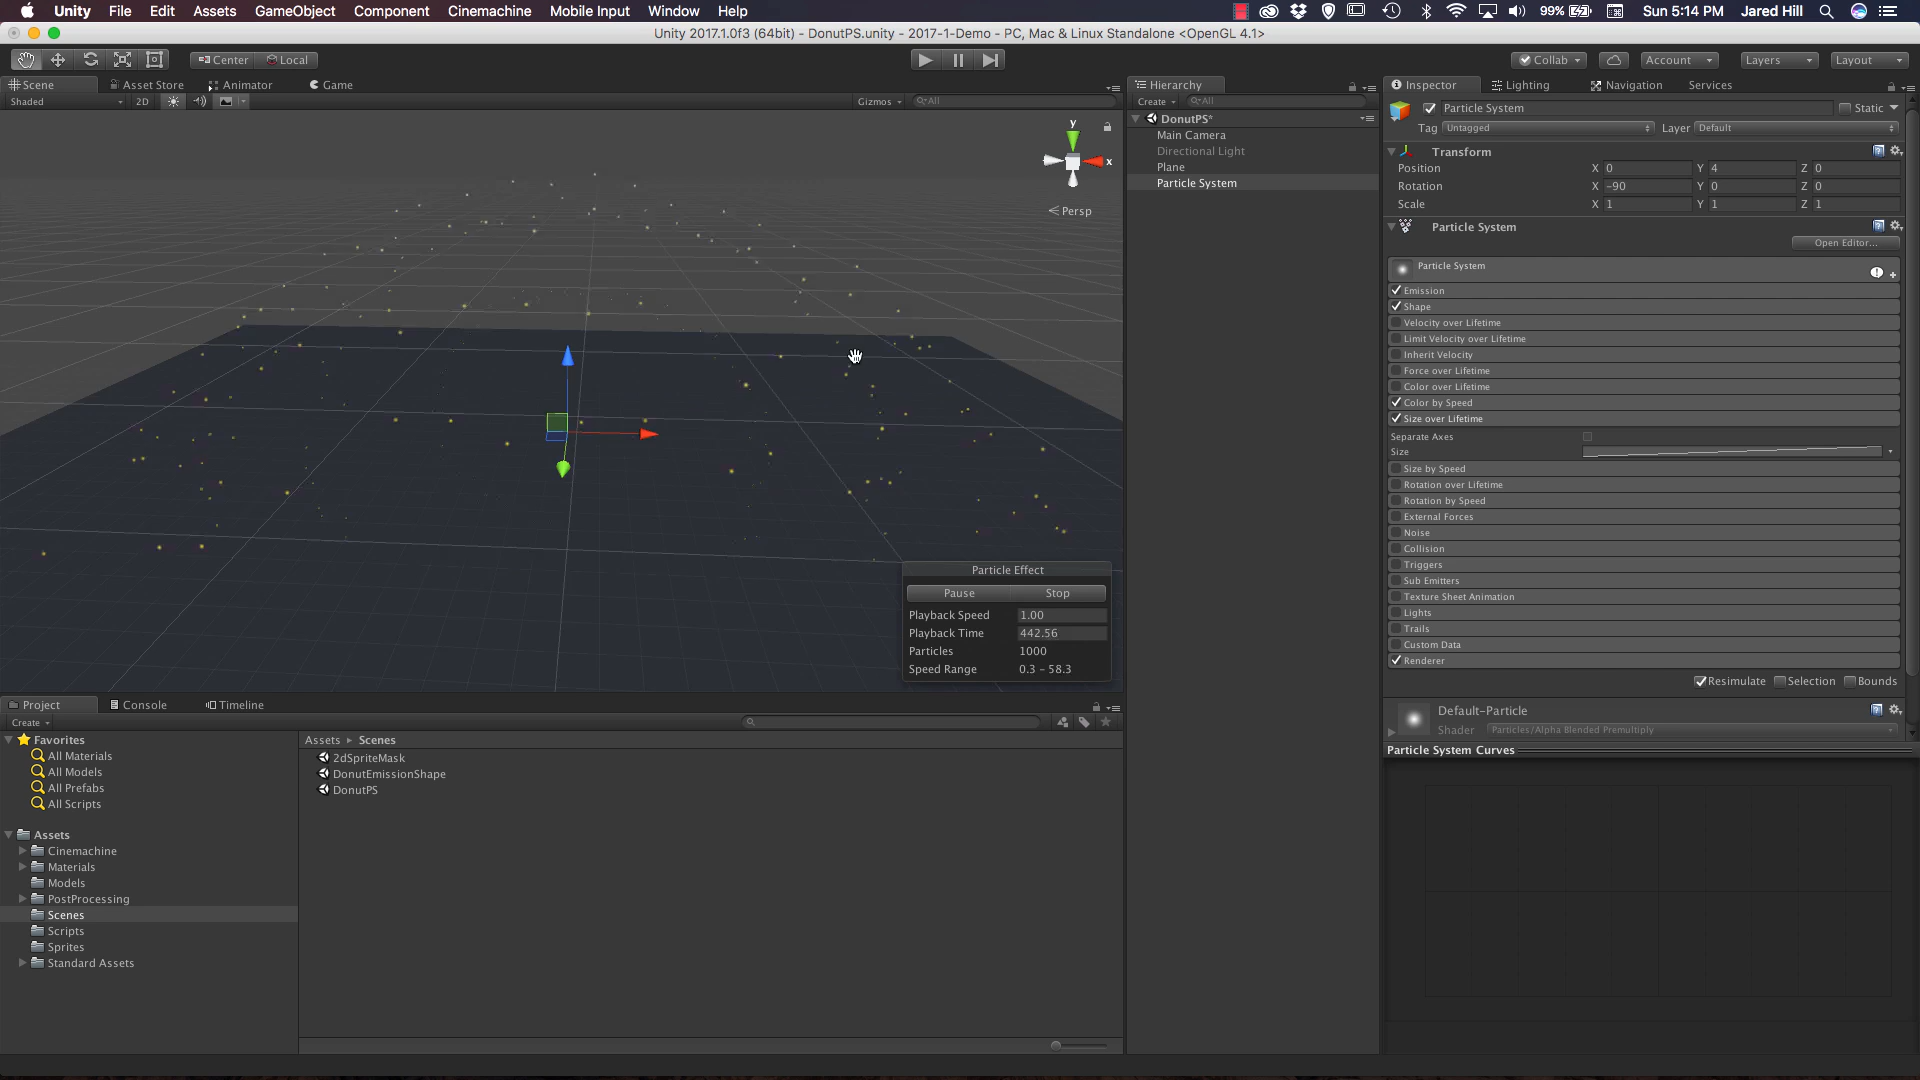 Unity File Edit Assets GameObject Component Cinemachine Mobile Input Window Help 99% Sun 5:14 PM Jared Hill
Unity 2017.1.0f3 (64bit) - DonutPS.unity - 2017-1-Demo - PC, Mac & Linux Standalone <OpenGL 4.1>
Center Local Collab Account Layers Layout
Scene Asset Store Animator Game
Shaded 2D Gizmos All
y
x
Persp
Particle Effect
Pause Stop
Playback Speed 1.00
Playback Time 442.56
Particles 1000
Speed Range 0.3 – 58.3
Hierarchy
Create All
DonutPS*
Main Camera
Directional Light
Plane
Particle System
Inspector Lighting Navigation Services
Particle System Static
Tag Untagged Layer Default
Transform
Position X 0 Y 4 Z 0
Rotation X -90 Y 0 Z 0
Scale X 1 Y 1 Z 1
Particle System
Open Editor...
Particle System
Emission
Shape
Velocity over Lifetime
Limit Velocity over Lifetime
Inherit Velocity
Force over Lifetime
Color over Lifetime
Color by Speed
Size over Lifetime
Separate Axes
Size
Size by Speed
Rotation over Lifetime
Rotation by Speed
External Forces
Noise
Collision
Triggers
Sub Emitters
Texture Sheet Animation
Lights
Trails
Custom Data
Renderer
Resimulate Selection Bounds
Default-Particle
Shader Particles/Alpha Blended Premultiply
Particle System Curves
Project Console Timeline
Create
Favorites
All Materials
All Models
All Prefabs
All Scripts
Assets
Cinemachine
Materials
Models
PostProcessing
Scenes
Scripts
Sprites
Standard Assets
Assets Scenes
2dSpriteMask
DonutEmissionShape
DonutPS